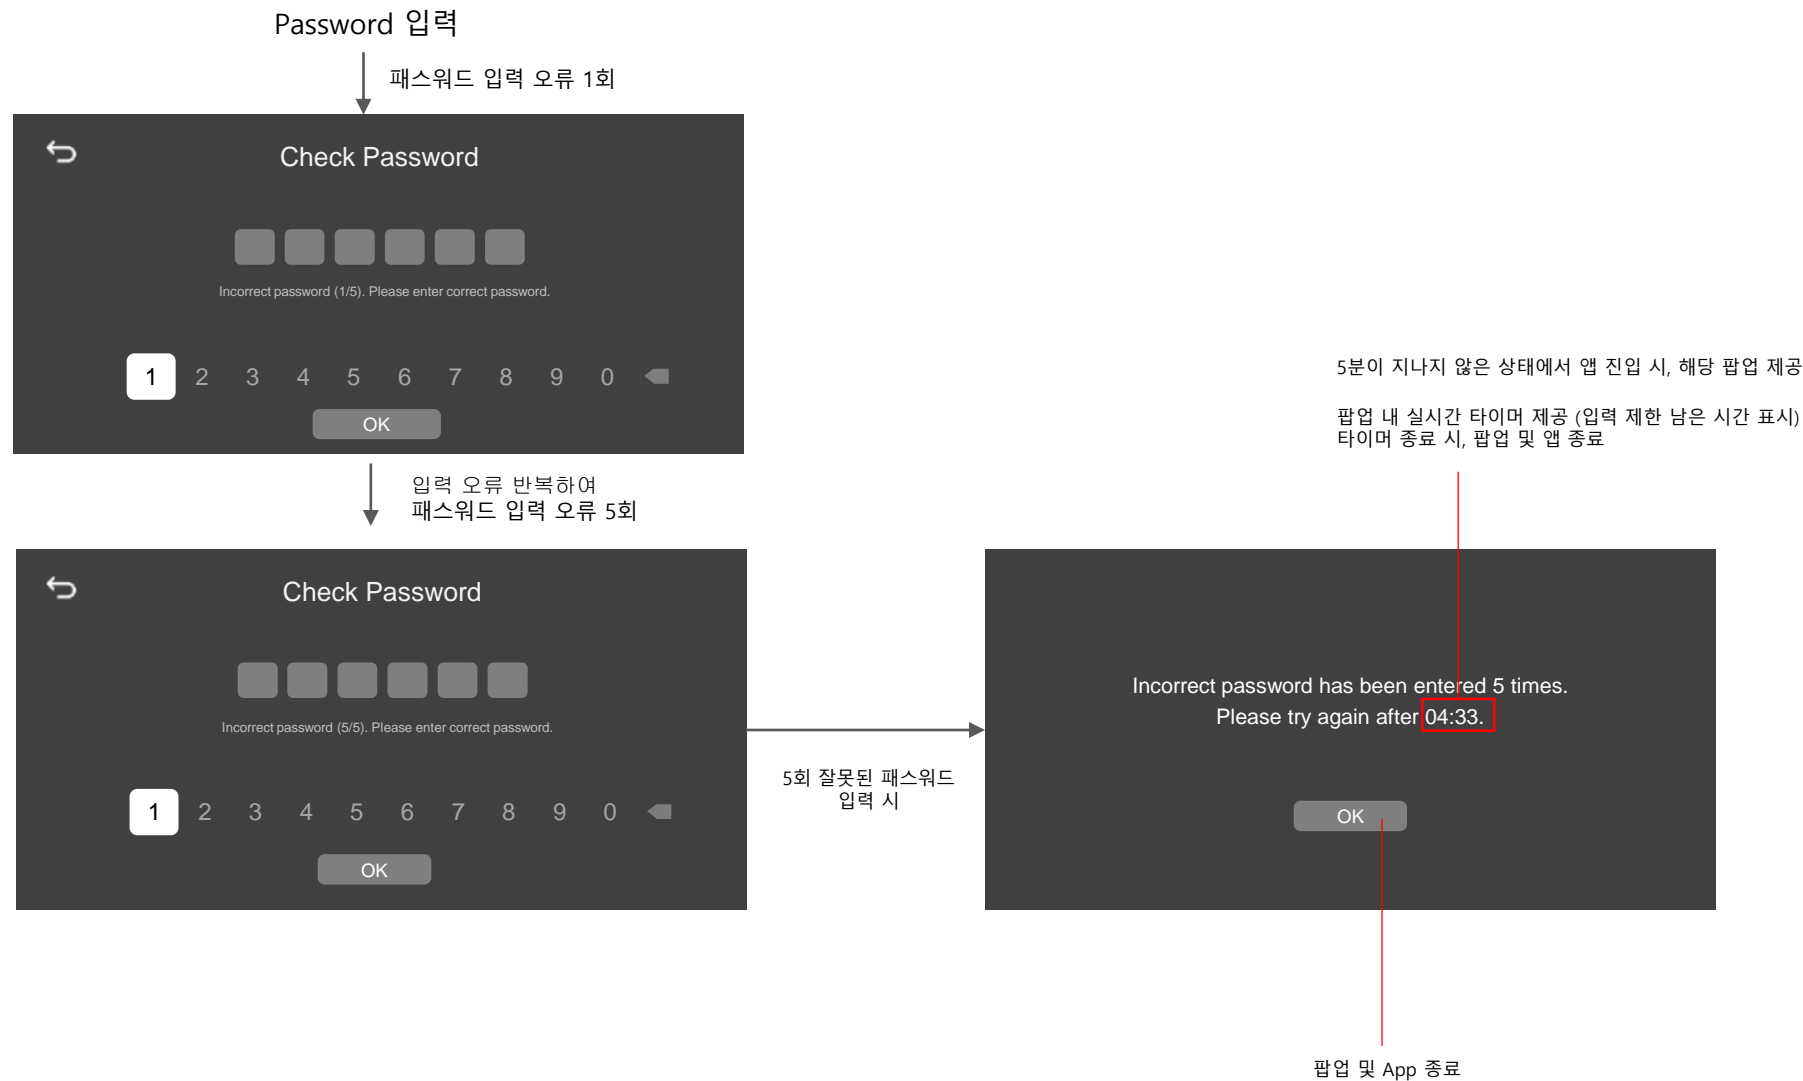 Password 입력
패스워드 입력 오류 1회
Check Password
Incorrect password (1/5). Please enter correct password.
1 2 3 4 5 6 7 8 9 0
OK
입력 오류 반복하여
패스워드 입력 오류 5회
Check Password
Incorrect password (5/5). Please enter correct password.
1 2 3 4 5 6 7 8 9 0
OK
5회 잘못된 패스워드
입력 시
5분이 지나지 않은 상태에서 앱 진입 시, 해당 팝업 제공
팝업 내 실시간 타이머 제공 (입력 제한 남은 시간 표시)
타이머 종료 시, 팝업 및 앱 종료
Incorrect password has been entered 5 times.
Please try again after 04:33.
OK
팝업 및 App 종료